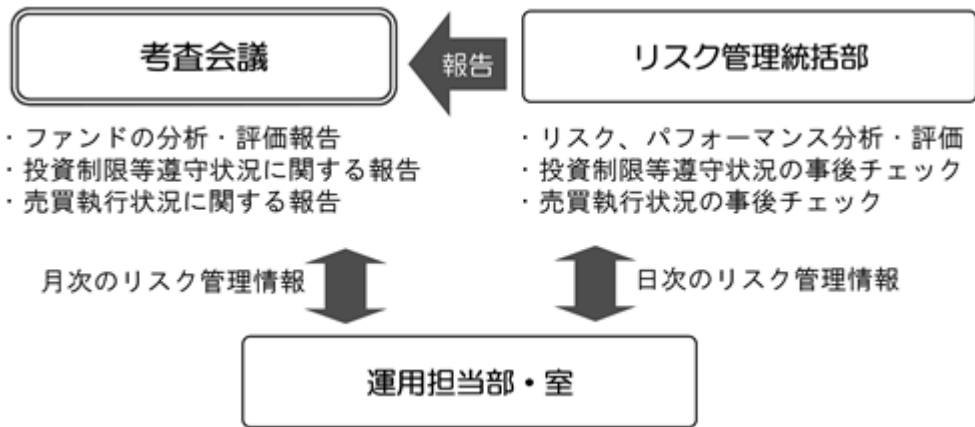 考査会議
報告
リスク管理統括部
・ファンドの分析・評価報告
・投資制限等遵守状況に関する報告
・売買執行状況に関する報告
・リスク、パフォーマンス分析・評価
・投資制限等遵守状況の事後チェック
・売買執行状況の事後チェック
月次のリスク管理情報
日次のリスク管理情報
運用担当部・室